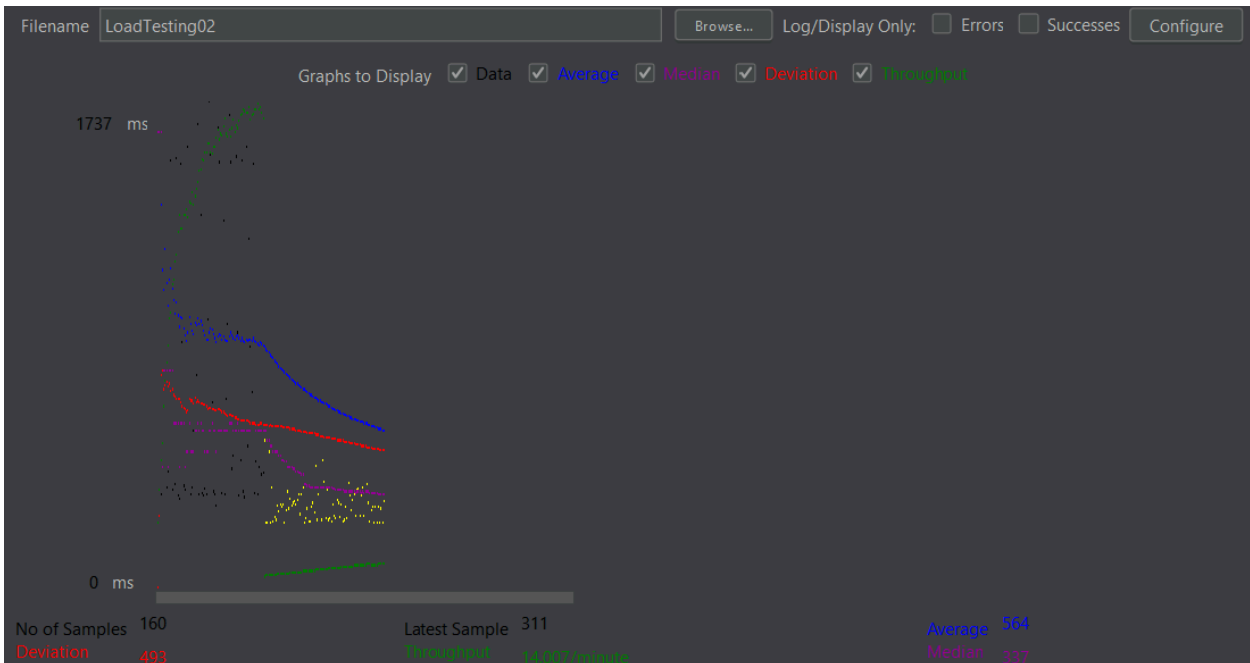 Filename LoadTesting02 Browse... Log/Display Only: Errors Successes Configure
Graphs to Display Data Average Median Deviation Throughput
1737 ms
0 ms
No of Samples 160 Latest Sample 311 Average 564
Deviation 493 Throughput 14.007/minute Median 337